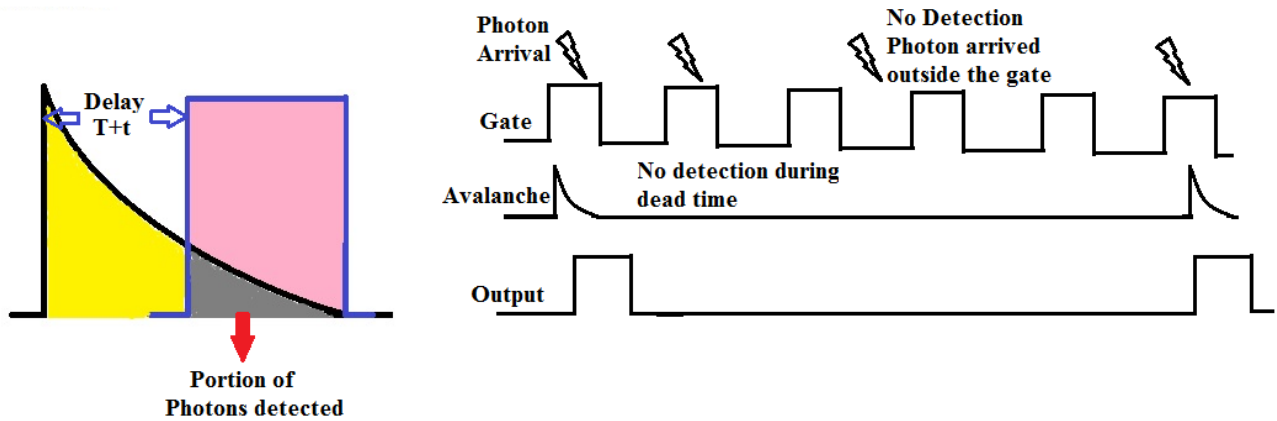 Delay
T+t
Portion of
Photons detected
Photon
Arrival
No Detection
Photon arrived
outside the gate
Gate
No detection during
dead time
Avalanche
Output